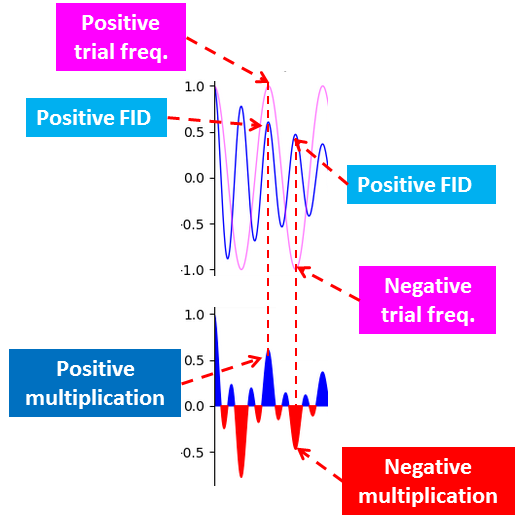 Positive
trial freq.
Positive FID
Positive FID
Negative
trial freq.
1.0
0.5
0.0
-0.5
-1.0
Positive
multiplication
Negative
multiplication
1.0
0.5
0.0
-0.5